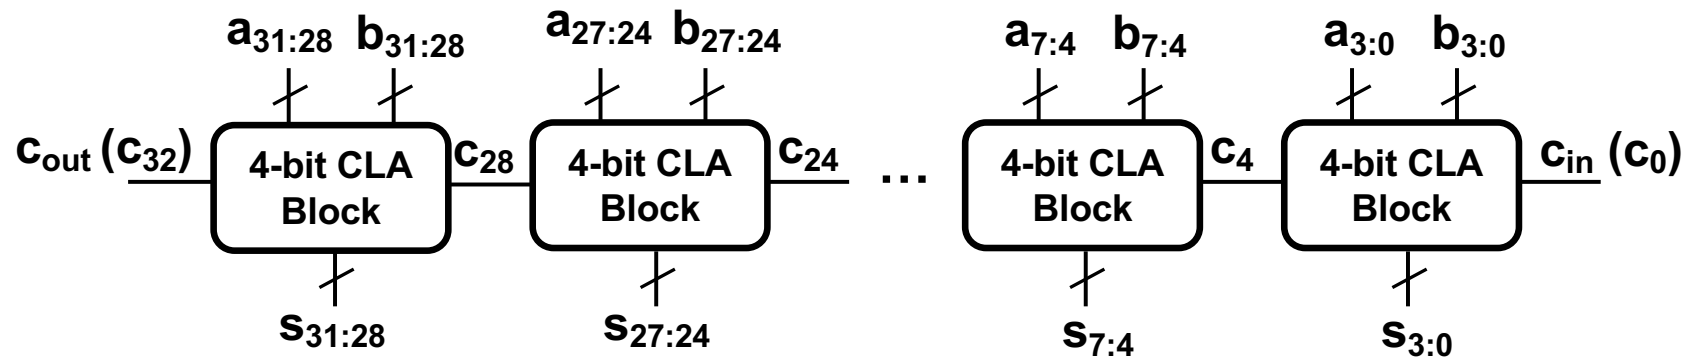 a31:28 b31:28 a27:24 b27:24 a7:4 b7:4 a3:0 b3:0
cout (c32) 4-bit CLA Block c28 4-bit CLA Block c24 ... 4-bit CLA Block c4 4-bit CLA Block cin (c0)
s31:28 s27:24 s7:4 s3:0